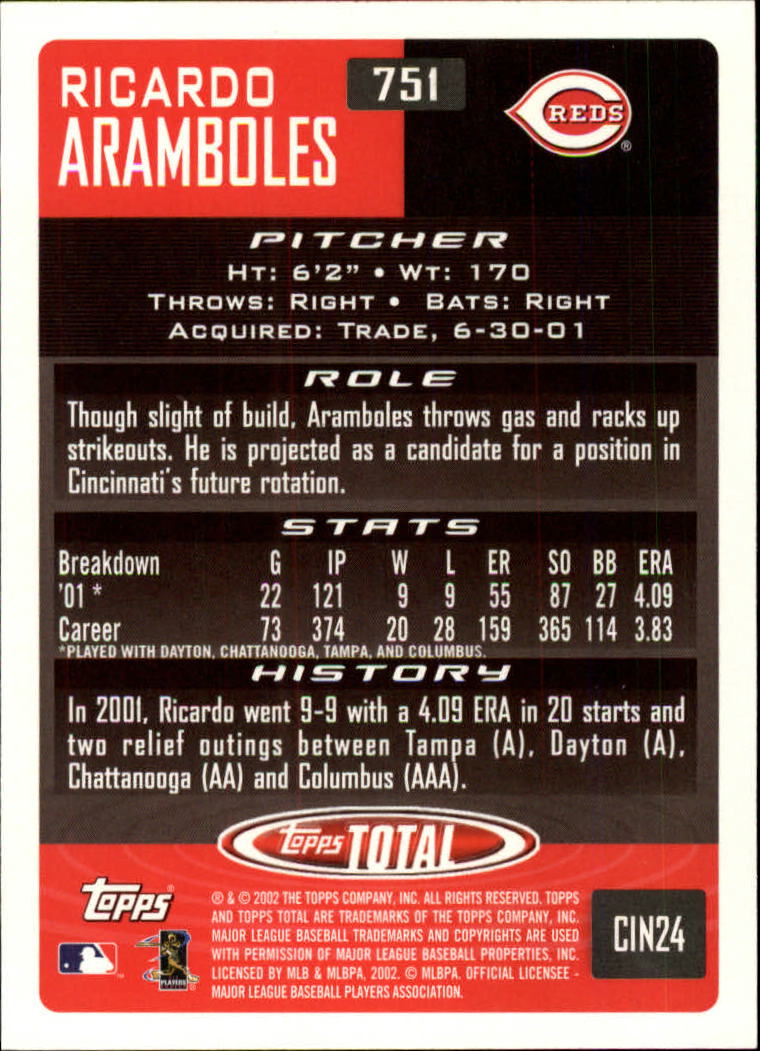 RICARDO
ARAMBOLES
751
REDS
®
PITCHER
HT: 6'2" • WT: 170
THROWS: RIGHT • BATS: RIGHT
ACQUIRED: TRADE, 6-30-01
ROLE
Though slight of build, Aramboles throws gas and racks up
strikeouts. He is projected as a candidate for a position in
Cincinnati's future rotation.
STATS
Breakdown G IP W L ER SO BB ERA
'01 * 22 121 9 9 55 87 27 4.09
Career 73 374 20 28 159 365 114 3.83
*PLAYED WITH DAYTON, CHATTANOOGA, TAMPA, AND COLUMBUS.
HISTORY
In 2001, Ricardo went 9-9 with a 4.09 ERA in 20 starts and
two relief outings between Tampa (A), Dayton (A),
Chattanooga (AA) and Columbus (AAA).
Topps TOTAL
Topps®
® & © 2002 THE TOPPS COMPANY, INC. ALL RIGHTS RESERVED. TOPPS
AND TOPPS TOTAL ARE TRADEMARKS OF THE TOPPS COMPANY, INC.
MAJOR LEAGUE BASEBALL TRADEMARKS AND COPYRIGHTS ARE USED
WITH PERMISSION OF MAJOR LEAGUE BASEBALL PROPERTIES, INC.
LICENSED BY MLB & MLBPA, 2002. © MLBPA. OFFICIAL LICENSEE -
MAJOR LEAGUE BASEBALL PLAYERS ASSOCIATION.
PLAYERS
CIN24